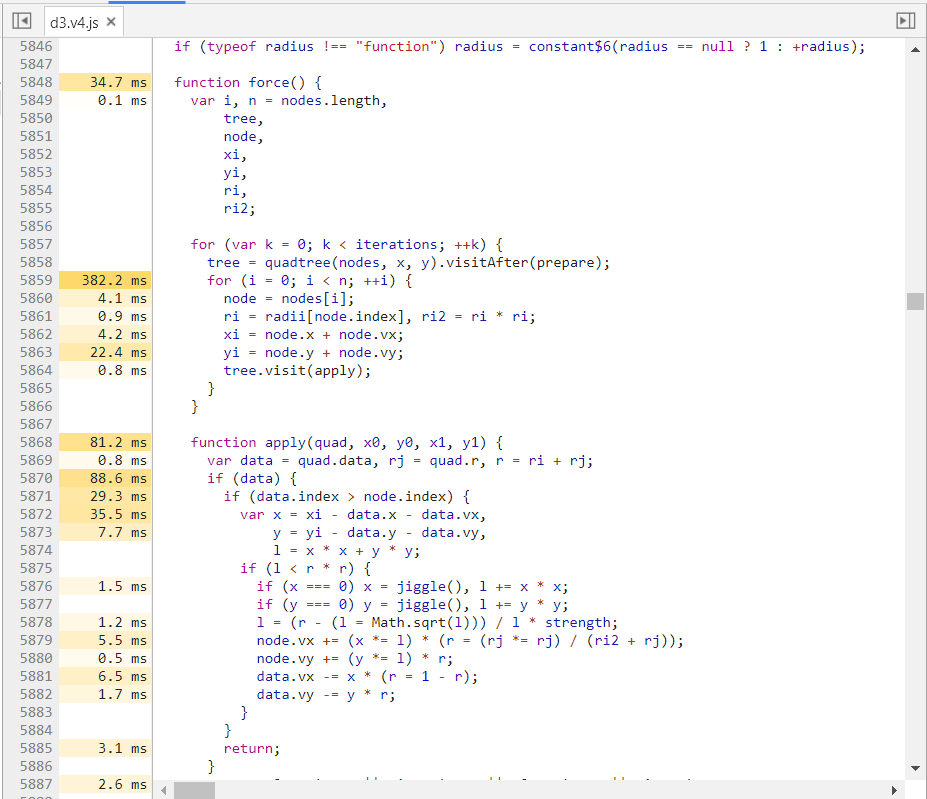 d3.v4.js ×
5846 if (typeof radius !== "function") radius = constant$6(radius == null ? 1 : +radius);
5847
5848 34.7 ms function force() {
5849 0.1 ms var i, n = nodes.length,
5850 tree,
5851 node,
5852 xi,
5853 yi,
5854 ri,
5855 ri2;
5856
5857 for (var k = 0; k < iterations; ++k) {
5858 tree = quadtree(nodes, x, y).visitAfter(prepare);
5859 382.2 ms for (i = 0; i < n; ++i) {
5860 4.1 ms node = nodes[i];
5861 0.9 ms ri = radii[node.index], ri2 = ri * ri;
5862 4.2 ms xi = node.x + node.vx;
5863 22.4 ms yi = node.y + node.vy;
5864 0.8 ms tree.visit(apply);
5865 }
5866 }
5867
5868 81.2 ms function apply(quad, x0, y0, x1, y1) {
5869 0.8 ms var data = quad.data, rj = quad.r, r = ri + rj;
5870 88.6 ms if (data) {
5871 29.3 ms if (data.index > node.index) {
5872 35.5 ms var x = xi - data.x - data.vx,
5873 7.7 ms y = yi - data.y - data.vy,
5874 l = x * x + y * y;
5875 if (l < r * r) {
5876 1.5 ms if (x === 0) x = jiggle(), l += x * x;
5877 if (y === 0) y = jiggle(), l += y * y;
5878 1.2 ms l = (r - (l = Math.sqrt(l))) / l * strength;
5879 5.5 ms node.vx += (x *= l) * (r = (rj *= rj) / (ri2 + rj));
5880 0.5 ms node.vy += (y *= l) * r;
5881 6.5 ms data.vx -= x * (r = 1 - r);
5882 1.7 ms data.vy -= y * r;
5883 }
5884 }
5885 3.1 ms return;
5886 }
5887 2.6 ms